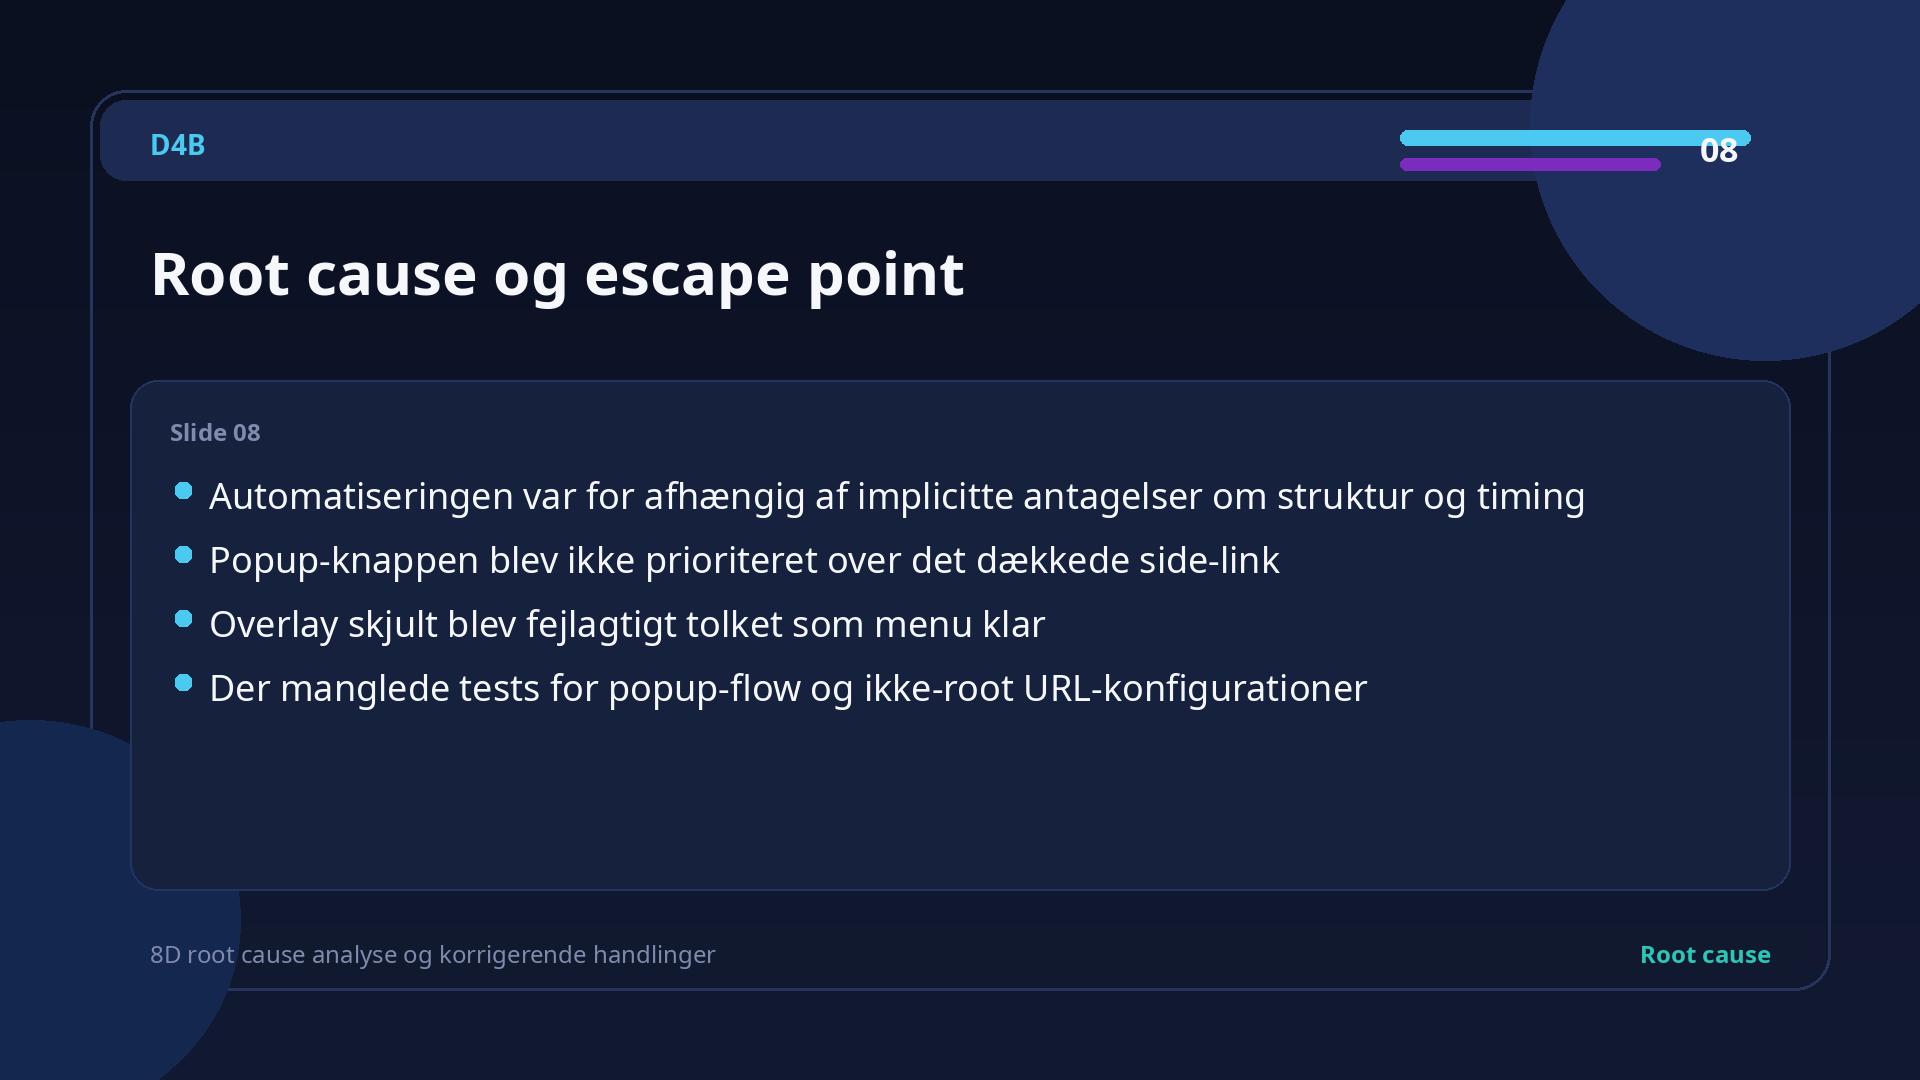 D4B
08
Root cause og escape point
Slide 08
Automatiseringen var for afhængig af implicitte antagelser om struktur og timing
Popup-knappen blev ikke prioriteret over det dækkede side-link
Overlay skjult blev fejlagtigt tolket som menu klar
Der manglede tests for popup-flow og ikke-root URL-konfigurationer
8D root cause analyse og korrigerende handlinger
Root cause